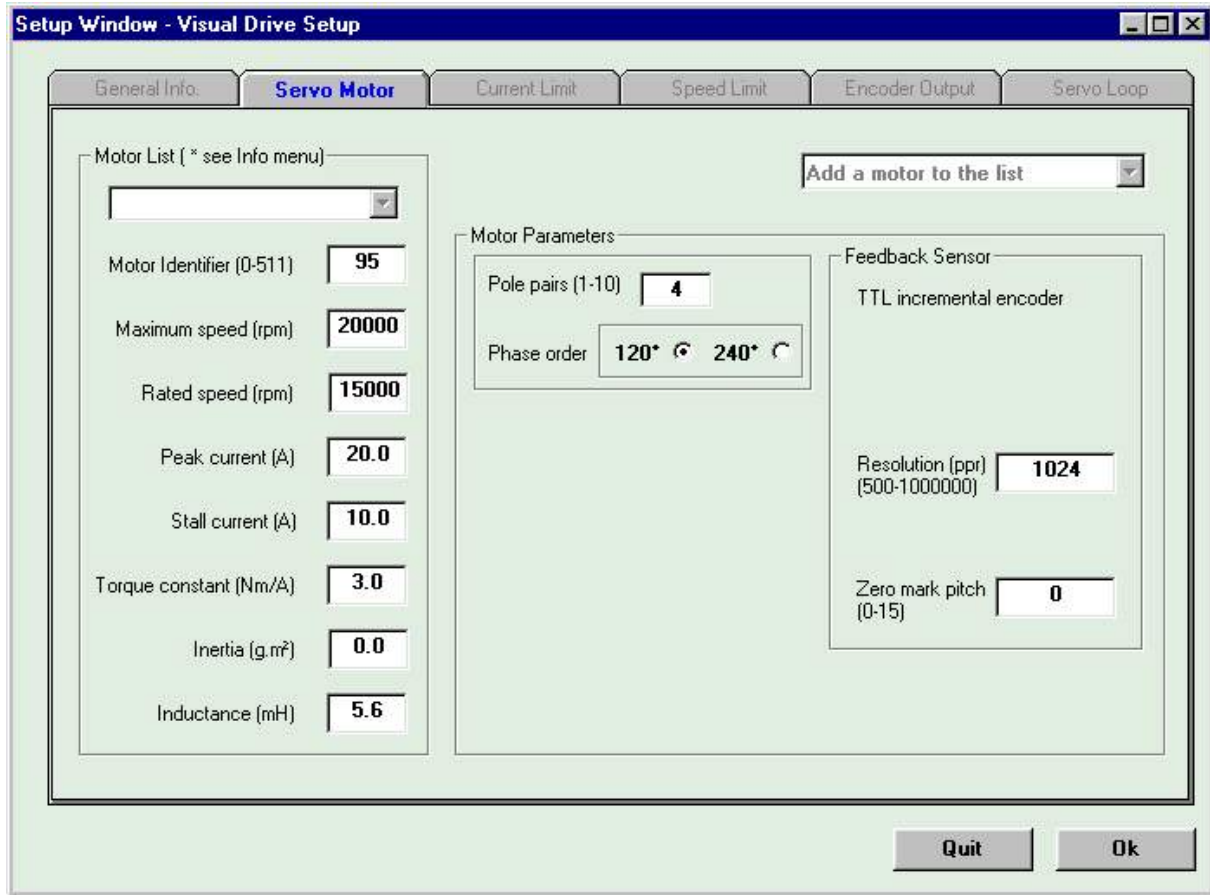 Setup Window - Visual Drive Setup
General Info. Servo Motor Current Limit Speed Limit Encoder Output Servo Loop
Motor List ( * see Info menu)
Add a motor to the list
Motor Identifier (0-511) 95
Maximum speed (rpm) 20000
Rated speed (rpm) 15000
Peak current (A) 20.0
Stall current (A) 10.0
Torque constant (Nm/A) 3.0
Inertia (g.m²) 0.0
Inductance (mH) 5.6
Motor Parameters
Pole pairs (1-10) 4
Phase order 120° 240°
Feedback Sensor
TTL incremental encoder
Resolution (ppr) 1024
(500-1000000)
Zero mark pitch 0
(0-15)
Quit Ok